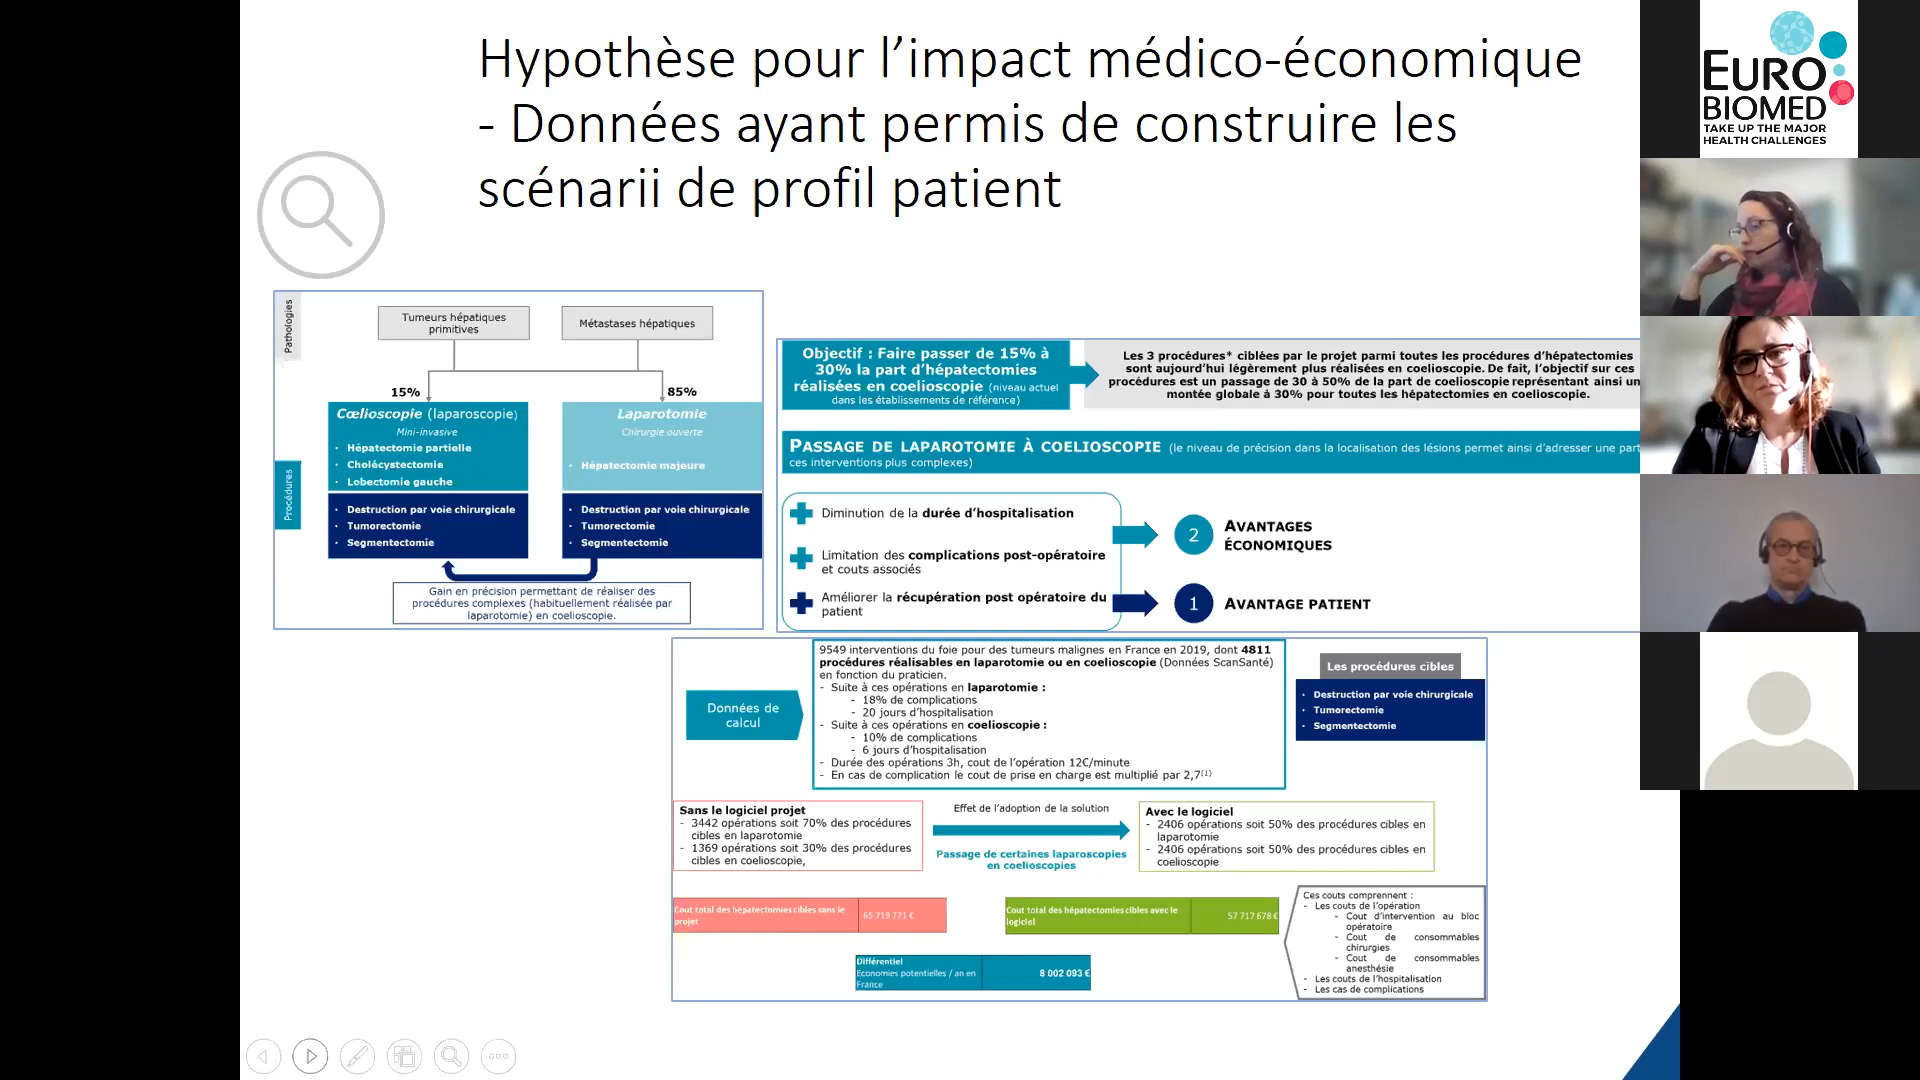 Hypothèse pour l’impact médico-économique
- Données ayant permis de construire les
scénarii de profil patient
EURO
BIOMED
TAKE UP THE MAJOR
HEALTH CHALLENGES
Pathologies
Tumeurs hépatiques
primitives
Métastases hépatiques
15%
85%
Procédures
Cœlioscopie (laparoscopie)
Mini-invasive
· Hépatectomie partielle
· Cholécystectomie
· Lobectomie gauche
Laparotomie
Chirurgie ouverte
· Hépatectomie majeure
· Destruction par voie chirurgicale
· Tumorectomie
· Segmentectomie
· Destruction par voie chirurgicale
· Tumorectomie
· Segmentectomie
Gain en précision permettant de réaliser des
procédures complexes (habituellement réalisée par
laparotomie) en coelioscopie.
Objectif : Faire passer de 15% à
30% la part d’hépatectomies
réalisées en coelioscopie (niveau actuel
dans les établissements de référence)
Les 3 procédures* ciblées par le projet parmi toutes les procédures d’hépatectomies
sont aujourd’hui légèrement plus réalisées en coelioscopie. De fait, l’objectif sur ces
procédures est un passage de 30 à 50% de la part de coelioscopie représentant ainsi un
montée globale à 30% pour toutes les hépatectomies en coelioscopie.
PASSAGE DE LAPAROTOMIE À COELIOSCOPIE (le niveau de précision dans la localisation des lésions permet ainsi d’adresser une part
ces interventions plus complexes)
Diminution de la durée d’hospitalisation
Limitation des complications post-opératoire
et couts associés
Améliorer la récupération post opératoire du
patient
2
AVANTAGES
ÉCONOMIQUES
1
AVANTAGE PATIENT
Données de
calcul
9549 interventions du foie pour des tumeurs malignes en France en 2019, dont 4811
procédures réalisables en laparotomie ou en coelioscopie (Données ScanSanté)
en fonction du praticien.
- Suite à ces opérations en laparotomie :
- 18% de complications
- 20 jours d’hospitalisation
- Suite à ces opérations en coelioscopie :
- 10% de complications
- 6 jours d’hospitalisation
- Durée des opérations 3h, cout de l’opération 12€/minute
- En cas de complication le cout de prise en charge est multiplié par 2,7[1]
Les procédures cibles
· Destruction par voie chirurgicale
· Tumorectomie
· Segmentectomie
Sans le logiciel projet
- 3442 opérations soit 70% des procédures
cibles en laparotomie
- 1369 opérations soit 30% des procédures
cibles en coelioscopie,
Effet de l’adoption de la solution
Passage de certaines laparoscopies
en coelioscopies
Avec le logiciel
- 2406 opérations soit 50% des procédures cibles en
laparotomie
- 2406 opérations soit 50% des procédures cibles en
coelioscopie
Cout total des hépatectomies cibles sans le
projet
65 719 771 €
Cout total des hépatectomies cibles avec le
logiciel
57 717 678 €
Différentiel
Economies potentielles / an en
France
8 002 093 €
Ces couts comprennent :
- Les couts de l’opération
- Cout d’intervention au bloc
opératoire
- Cout de consommables
chirurgies
- Cout de consommables
anesthésie
- Les couts de l’hospitalisation
- Les cas de complications